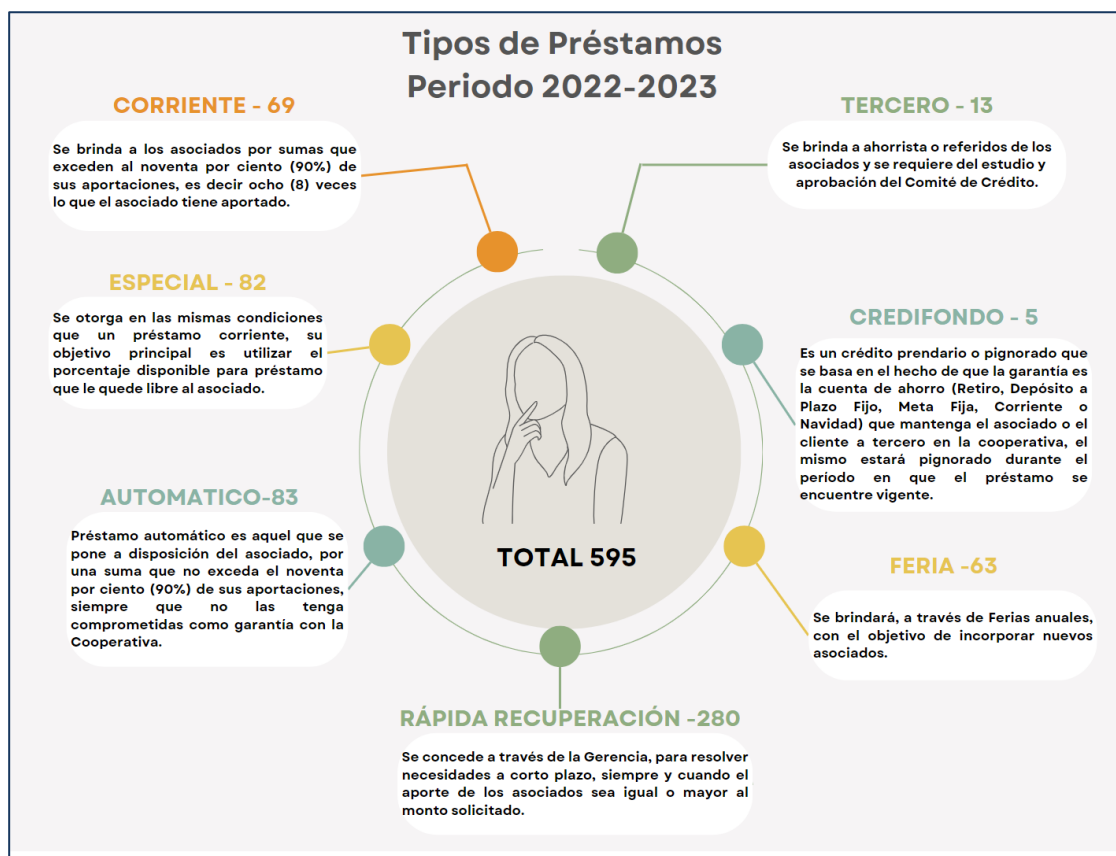 Tipos de Préstamos
Periodo 2022-2023
CORRIENTE - 69
Se brinda a los asociados por sumas que
exceden al noventa por ciento (90%) de
sus aportaciones, es decir ocho (8) veces
lo que el asociado tiene aportado.
TERCERO - 13
Se brinda a ahorrista o referidos de los
asociados y se requiere del estudio y
aprobación del Comité de Crédito.
ESPECIAL - 82
Se otorga en las mismas condiciones
que un préstamo corriente, su
objetivo principal es utilizar el
porcentaje disponible para préstamo
que le quede libre al asociado.
CREDIFONDO - 5
Es un crédito prendario o pignorado que
se basa en el hecho de que la garantía es
la cuenta de ahorro (Retiro, Depósito a
Plazo Fijo, Meta Fija, Corriente o
Navidad) que mantenga el asociado o el
cliente a tercero en la cooperativa, el
mismo estará pignorado durante el
período en que el préstamo se
encuentre vigente.
AUTOMATICO-83
Préstamo automático es aquel que se
pone a disposición del asociado, por
una suma que no exceda el noventa
por ciento (90%) de sus aportaciones,
siempre que no las tenga
comprometidas como garantía con la
Cooperativa.
TOTAL 595
FERIA -63
Se brindará, a través de Ferias anuales,
con el objetivo de incorporar nuevos
asociados.
RÁPIDA RECUPERACIÓN -280
Se concede a través de la Gerencia, para resolver
necesidades a corto plazo, siempre y cuando el
aporte de los asociados sea igual o mayor al
monto solicitado.